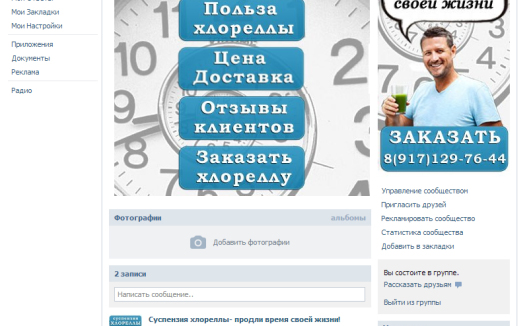 Мои Закладки
Мои Настройки
Приложения
Документы
Реклама
Радио
Польза
хлореллы
Цена
Доставка
Отзывы
клиентов
Заказать
хлореллу
Фотографии
альбомы
Добавить фотографии
2 записи
Написать сообщение..
Суспензия хлореллы- продли время своей жизни!
своей жизни!
ЗАКАЗАТЬ
8(917)129-76-44
Управление сообществом
Пригласить друзей
Рекламировать сообщество
Статистика сообщества
Добавить в закладки
Вы состоите в группе.
Рассказать друзьям
Выйти из группы